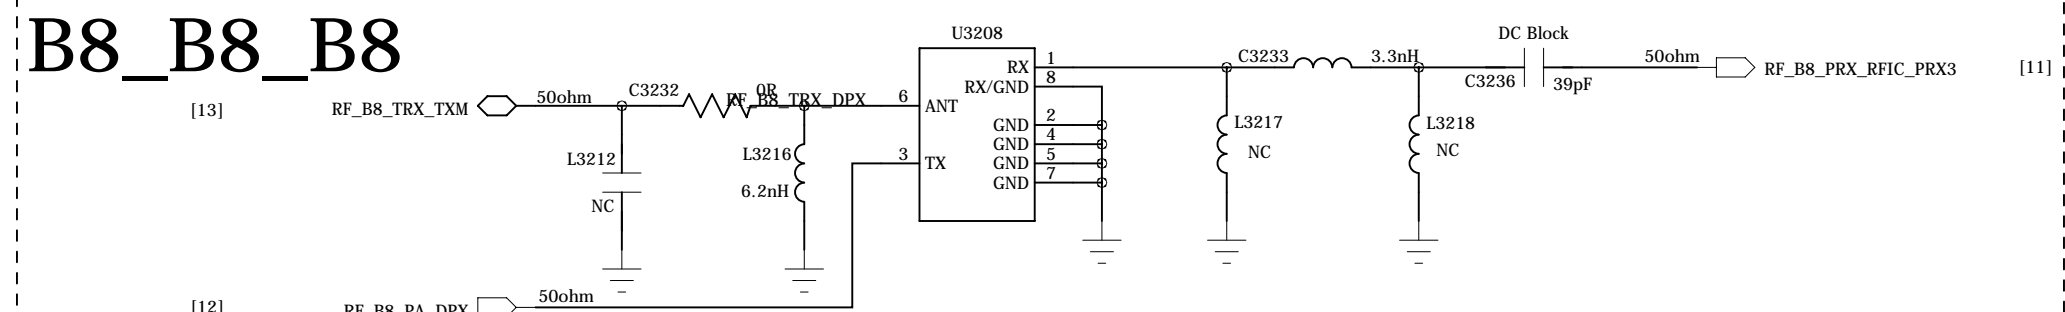 B8_B8_B8
U3208
DC Block
C3233 3.3nH
C3236 39pF
50ohm
RF_B8_PRX_RFIC_PRX3
[11]
RX 1
RX/GND 8
GND 2
GND 4
GND 5
GND 7
6 ANT
3 TX
[13]
RF_B8_TRX_TXM
50ohm
C3232 0R
RF_B8_TRX_DPX
L3212
NC
L3216
6.2nH
L3217
NC
L3218
NC
[12]
RF_B8_PA_DPX
50ohm